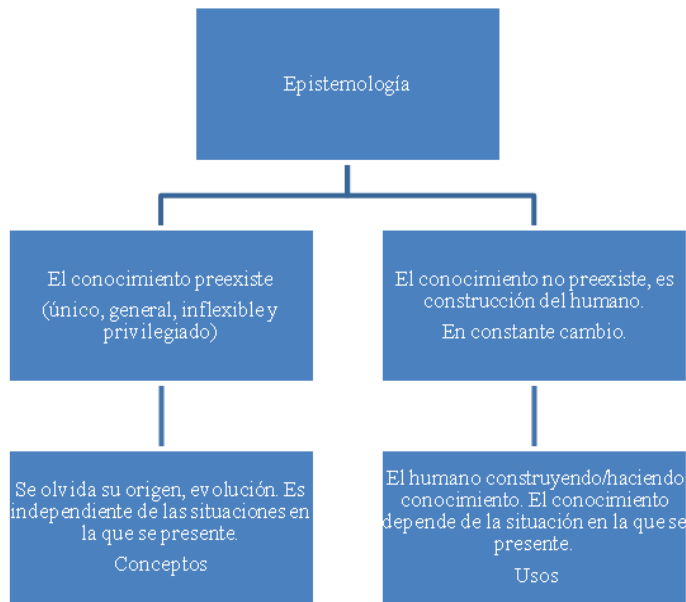 Epistemología
El conocimiento preexiste
(único, general, inflexible y
privilegiado)
El conocimiento no preexiste, es
construcción del humano.
En constante cambio.
Se olvida su origen, evolución. Es
independiente de las situaciones en
la que se presente.
Conceptos
El humano construyendo/haciendo
conocimiento. El conocimiento
depende de la situación en la que se
presente.
Usos